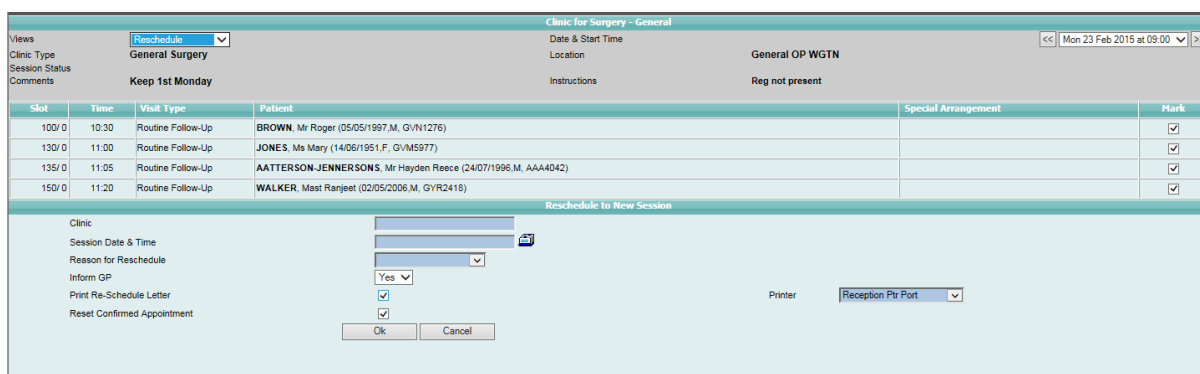 Clinic for Surgery - General
Views Reschedule Date & Start Time << Mon 23 Feb 2015 at 09:00 >
Clinic Type General Surgery Location General OP WGTN
Session Status
Comments Keep 1st Monday Instructions Reg not present
Slot Time Visit Type Patient Special Arrangement Mark
100/ 0 10:30 Routine Follow-Up BROWN, Mr Roger (05/05/1997,M, GVN1276)
130/ 0 11:00 Routine Follow-Up JONES, Ms Mary (14/06/1951,F, GVM5977)
135/ 0 11:05 Routine Follow-Up AATTERSON-JENNERSONS, Mr Hayden Reece (24/07/1996,M, AAA4042)
150/ 0 11:20 Routine Follow-Up WALKER, Mast Ranjeet (02/05/2006,M, GYR2418)
Reschedule to New Session
Clinic
Session Date & Time
Reason for Reschedule
Inform GP Yes
Print Re-Schedule Letter Printer Reception Ptr Port
Reset Confirmed Appointment
Ok Cancel